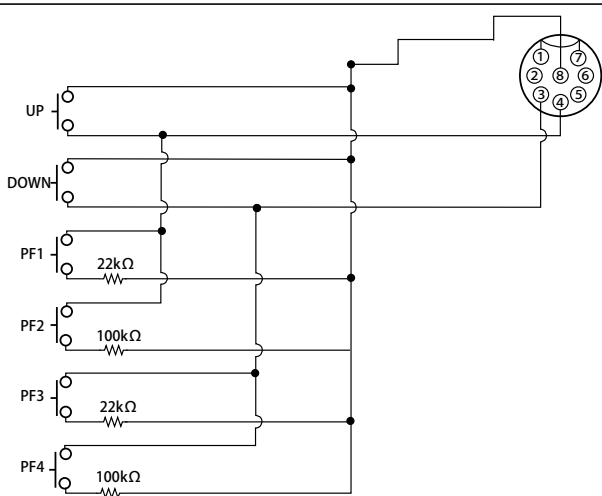 1 7
2 8 6
3 5
4
UP
DOWN
PF1
22kΩ
PF2
100kΩ
PF3
22kΩ
PF4
100kΩ